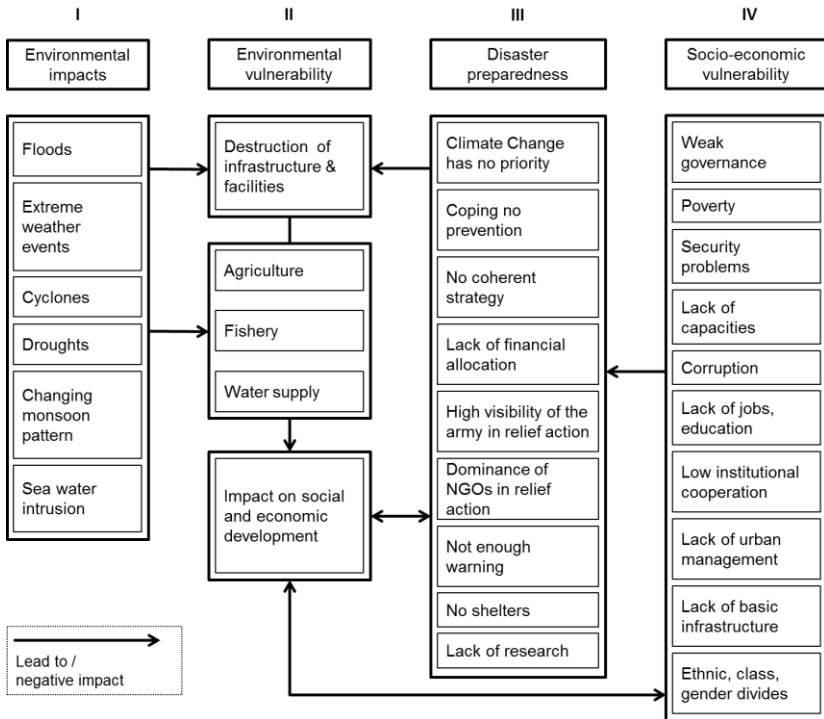 I
II
III
IV
Environmental
impacts
Environmental
vulnerability
Disaster
preparedness
Socio-economic
vulnerability
Floods
Extreme
weather
events
Cyclones
Droughts
Changing
monsoon
pattern
Sea water
intrusion
Destruction of
infrastructure &
facilities
Agriculture
Fishery
Water supply
Impact on social
and economic
development
Climate Change
has no priority
Coping no
prevention
No coherent
strategy
Lack of financial
allocation
High visibility of the
army in relief action
Dominance of
NGOs in relief
action
Not enough
warning
No shelters
Lack of research
Weak
governance
Poverty
Security
problems
Lack of
capacities
Corruption
Lack of jobs,
education
Low institutional
cooperation
Lack of urban
management
Lack of basic
infrastructure
Ethnic, class,
gender divides
Lead to /
negative impact